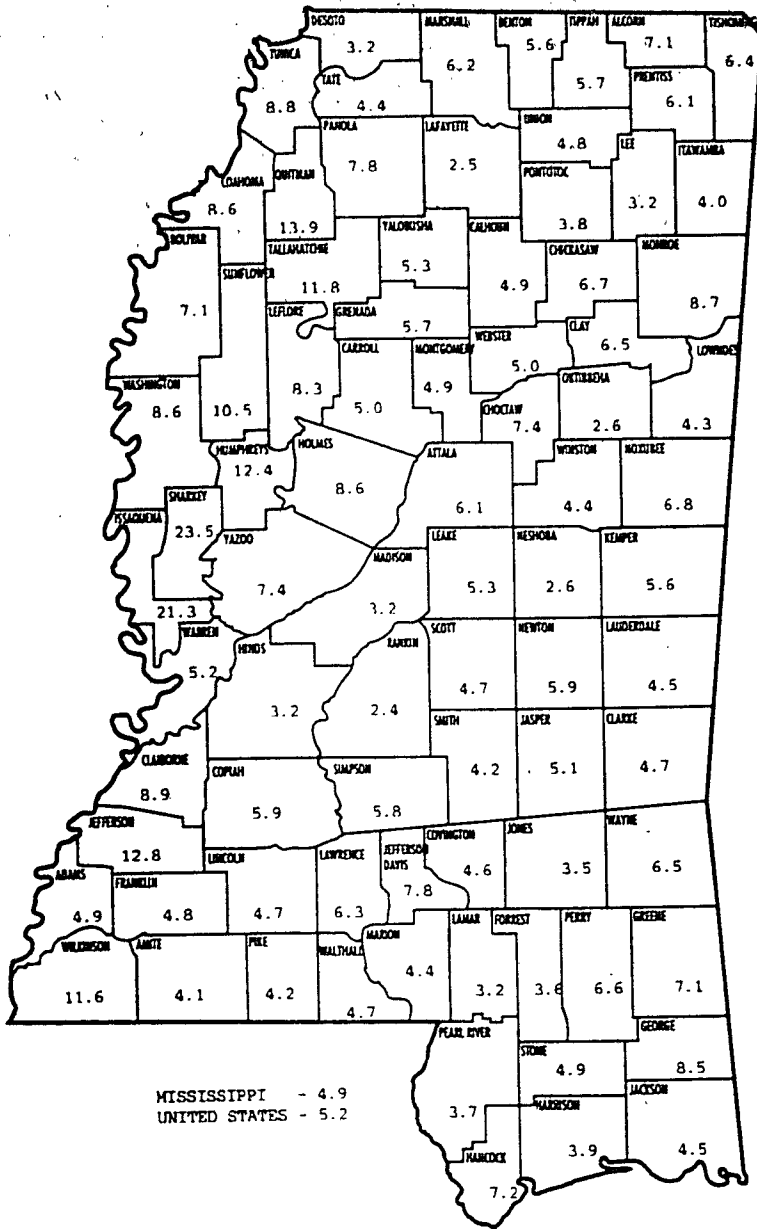 DESOTO
3.2
MARSHALL
6.2
BENTON
5.6
TIPPAH
5.7
ALCORN
7.1
TISHOMINGO
6.4
TUNICA
8.8
TATE
4.4
PRENTISS
6.1
PANOLA
7.8
LAFAYETTE
2.5
UNION
4.8
LEE
3.2
ITAWAMBA
4.0
COAHOMA
8.6
QUITMAN
13.9
PONTOTOC
3.8
BOLIVAR
7.1
SUNFLOWER
10.5
TALLAHATCHIE
11.8
YALOBUSHA
5.3
CALHOUN
4.9
CHICKASAW
6.7
MONROE
8.7
LEFLORE
8.3
GRENADA
5.7
CARROLL
5.0
MONTGOMERY
4.9
WEBSTER
5.0
CLAY
6.5
LOWNDES
4.3
WASHINGTON
8.6
CHOCTAW
7.4
OKTIBBEHA
2.6
HUMPHREYS
12.4
HOLMES
8.6
ATTALA
6.1
WINSTON
4.4
NOXUBEE
6.8
ISSAQUENA
21.3
SHARKEY
23.5
YAZOO
7.4
MADISON
3.2
LEAKE
5.3
NESHOBA
2.6
KEMPER
5.6
WARREN
5.2
HINDS
3.2
RANKIN
2.4
SCOTT
4.7
NEWTON
5.9
LAUDERDALE
4.5
CLAIBORNE
8.9
COPIAH
5.9
SIMPSON
5.8
SMITH
4.2
JASPER
5.1
CLARKE
4.7
JEFFERSON
12.8
LINCOLN
4.7
LAWRENCE
6.3
JEFFERSON
DAVIS
7.8
COVINGTON
4.6
JONES
3.5
WAYNE
6.5
ADAMS
4.9
FRANKLIN
4.8
WILKINSON
11.6
AMITE
4.1
PIKE
4.2
WALTHALL
4.7
MARION
4.4
LAMAR
3.2
FORREST
3.6
PERRY
6.6
GREENE
7.1
PEARL RIVER
3.7
STONE
4.9
GEORGE
8.5
HANCOCK
7.2
HARRISON
3.9
JACKSON
4.5
MISSISSIPPI - 4.9
UNITED STATES - 5.2